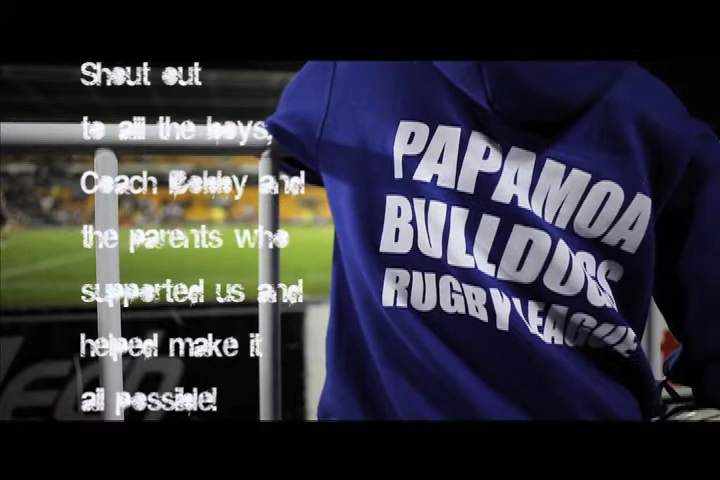 Shout out
to all the boys,
Coach Bobby and
the parents who
supported us and
helped make it
all possible!
PAPAMOA
BULLDOGS
RUGBY LEAGUE